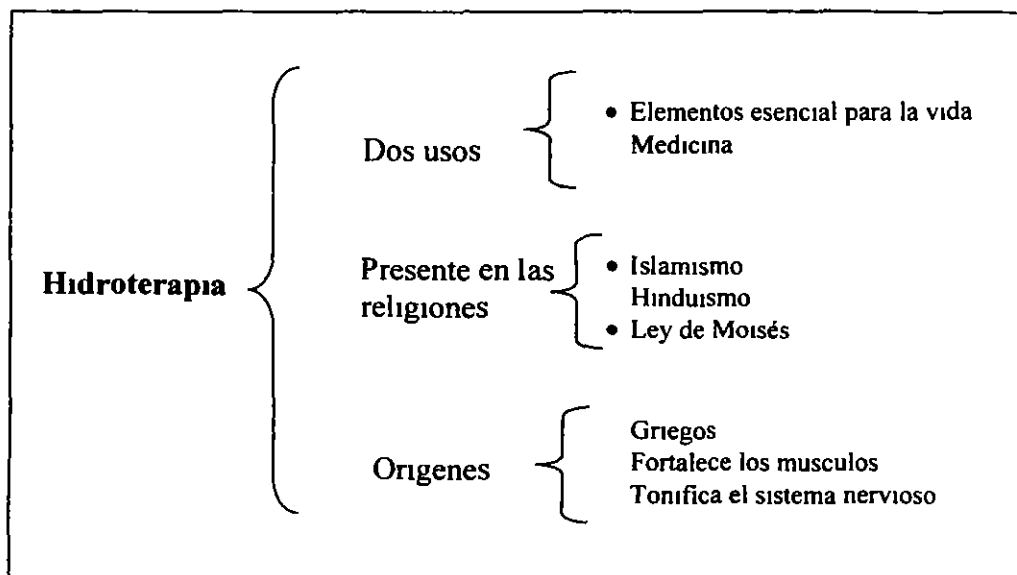 Dos usos
• Elementos esencial para la vida
Medicina
Hidroterapia
Presente en las
religiones
• Islamismo
Hinduismo
• Ley de Moisés
Orígenes
Griegos
Fortalece los musculos
Tonifica el sistema nervioso